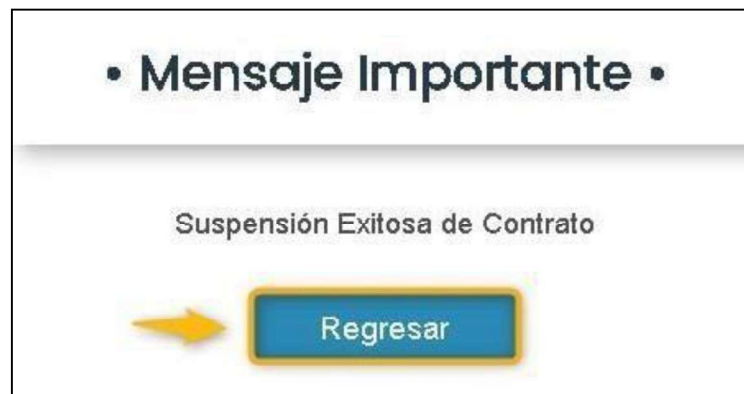 • Mensaje Importante •
Suspensión Exitosa de Contrato
Regresar